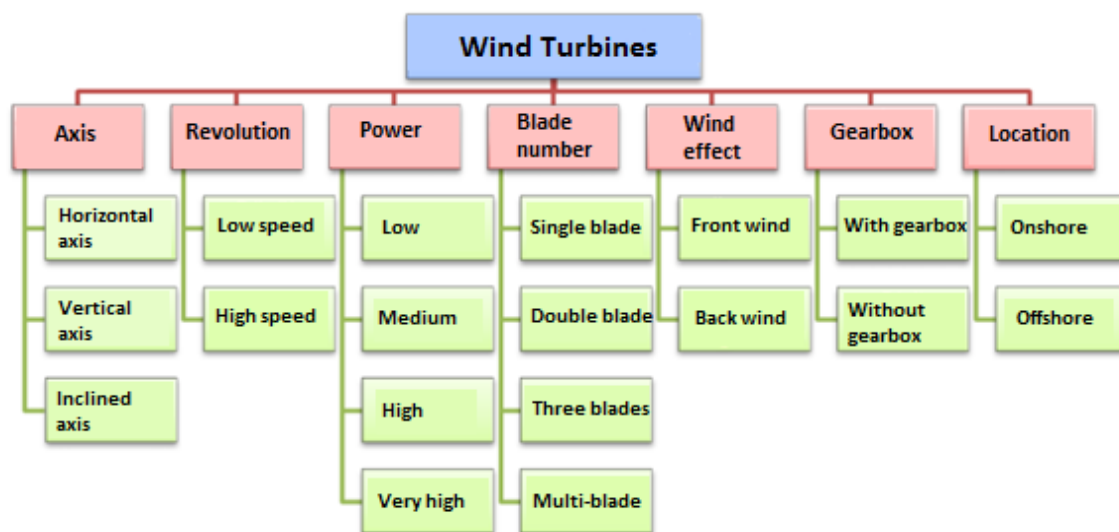 Wind Turbines
Axis
Revolution
Power
Blade
number
Wind
effect
Gearbox
Location
Horizontal
axis
Vertical
axis
Inclined
axis
Low speed
High speed
Low
Medium
High
Very high
Single blade
Double blade
Three blades
Multi-blade
Front wind
Back wind
With gearbox
Without
gearbox
Onshore
Offshore